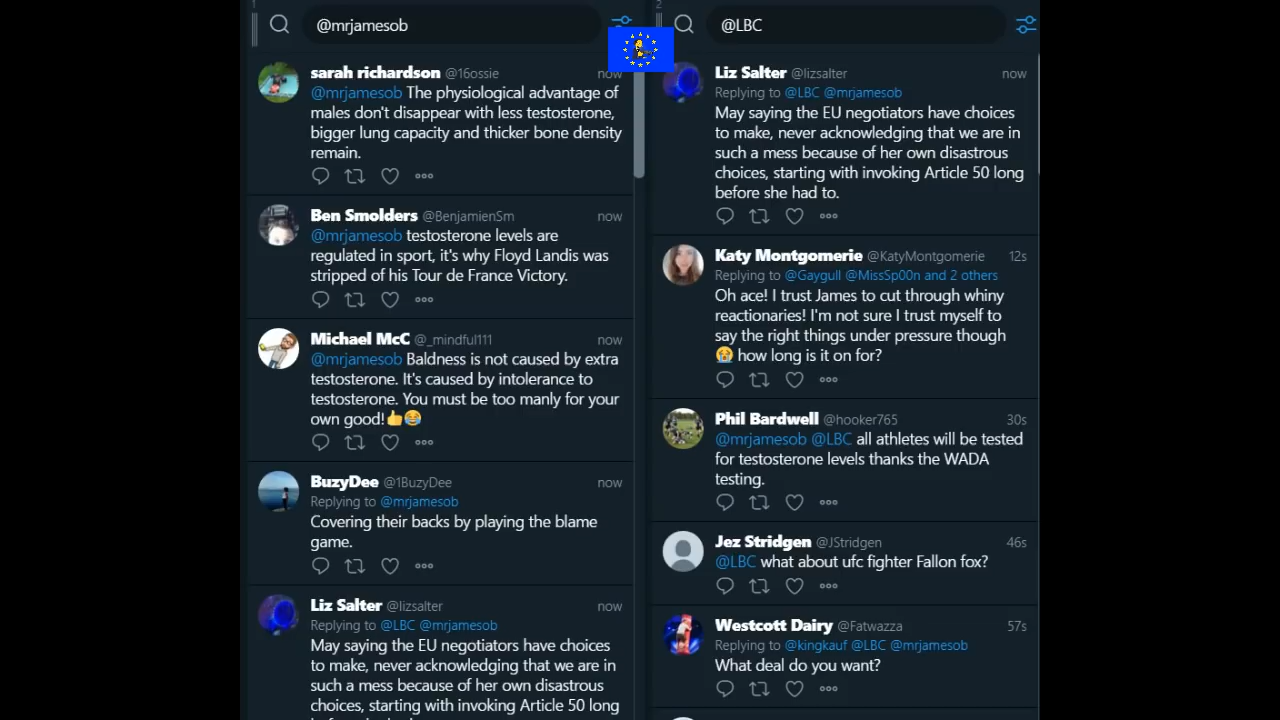 1
@mrjamesob
sarah richardson @16ossie now
@mrjamesob The physiological advantage of
males don't disappear with less testosterone,
bigger lung capacity and thicker bone density
remain.
Ben Smolders @BenjamienSm now
@mrjamesob testosterone levels are
regulated in sport, it's why Floyd Landis was
stripped of his Tour de France Victory.
Michael McC @_mindful111 now
@mrjamesob Baldness is not caused by extra
testosterone. It's caused by intolerance to
testosterone. You must be too manly for your
own good!👍😂
BuzyDee @1BuzyDee now
Replying to @mrjamesob
Covering their backs by playing the blame
game.
Liz Salter @lizsalter now
Replying to @LBC @mrjamesob
May saying the EU negotiators have choices
to make, never acknowledging that we are in
such a mess because of her own disastrous
choices, starting with invoking Article 50 long
2
@LBC
Liz Salter @lizsalter now
Replying to @LBC @mrjamesob
May saying the EU negotiators have choices
to make, never acknowledging that we are in
such a mess because of her own disastrous
choices, starting with invoking Article 50 long
before she had to.
Katy Montgomerie @KatyMontgomerie 12s
Replying to @Gaygull @MissSp00n and 2 others
Oh ace! I trust James to cut through whiny
reactionaries! I'm not sure I trust myself to
say the right things under pressure though
😭 how long is it on for?
Phil Bardwell @hooker765 30s
@mrjamesob @LBC all athletes will be tested
for testosterone levels thanks the WADA
testing.
Jez Stridgen @JStridgen 46s
@LBC what about ufc fighter Fallon fox?
Westcott Dairy @Fatwazza 57s
Replying to @kingkauf @LBC @mrjamesob
What deal do you want?